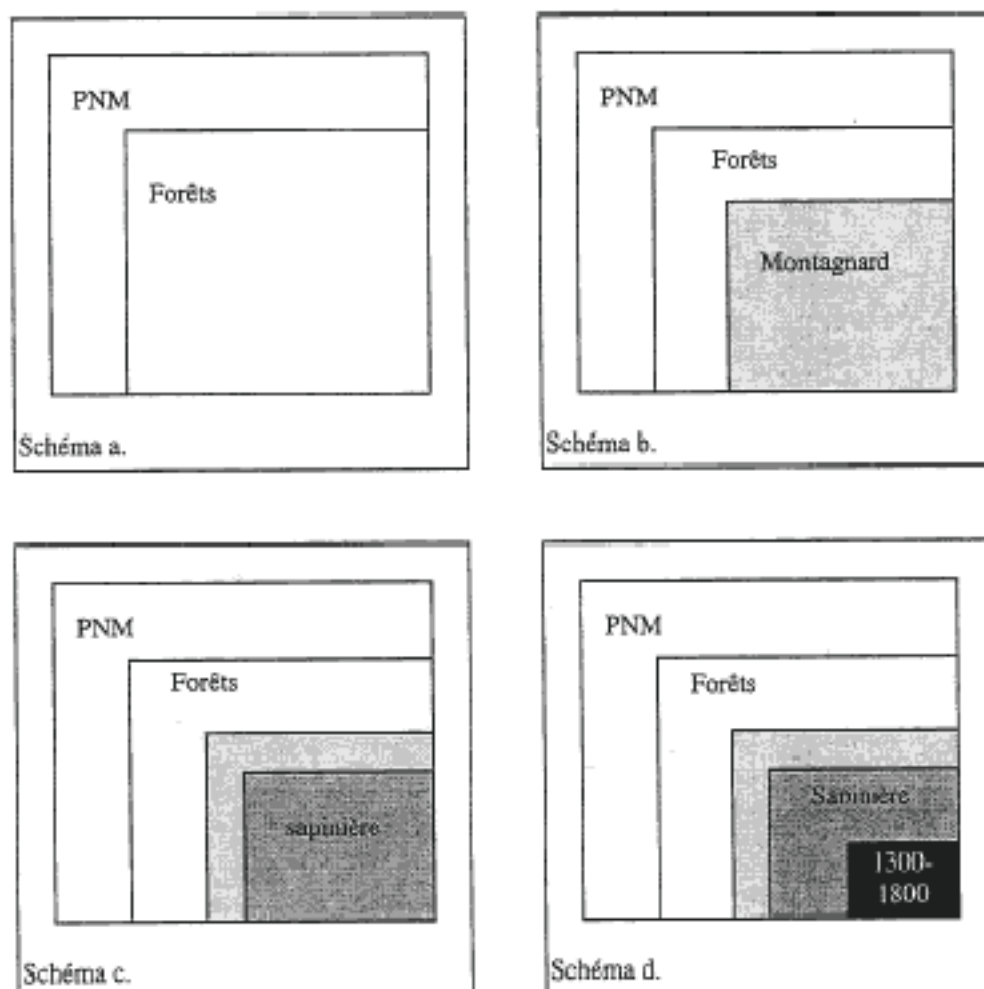 PNM
Forêts
Schéma a.
PNM
Forêts
Montagnard
Schéma b.
PNM
Forêts
sapinière
Schéma c.
PNM
Forêts
Sapinière
1300-
1800
Schéma d.